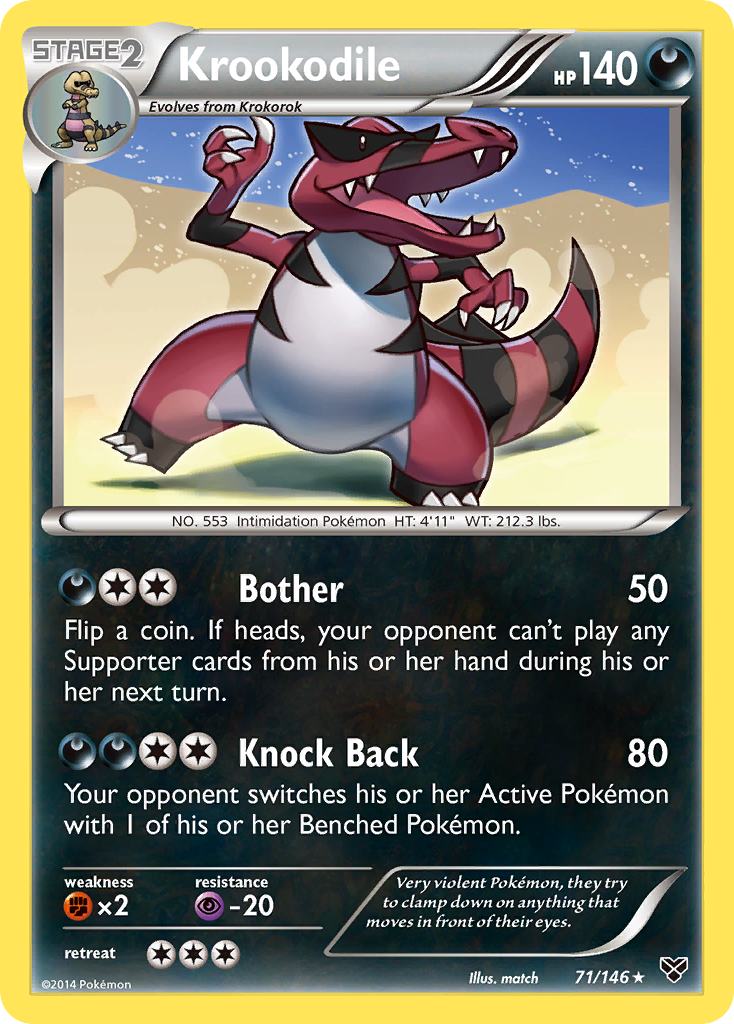 STAGE2
Krookodile
HP140
Evolves from Krokorok
NO. 553 Intimidation Pokémon HT: 4'11" WT: 212.3 lbs.
Bother 50
Flip a coin. If heads, your opponent can't play any
Supporter cards from his or her hand during his or
her next turn.
Knock Back 80
Your opponent switches his or her Active Pokémon
with 1 of his or her Benched Pokémon.
weakness
×2
resistance
-20
Very violent Pokémon, they try
to clamp down on anything that
moves in front of their eyes.
retreat
©2014 Pokémon
Illus. match
71/146 ★